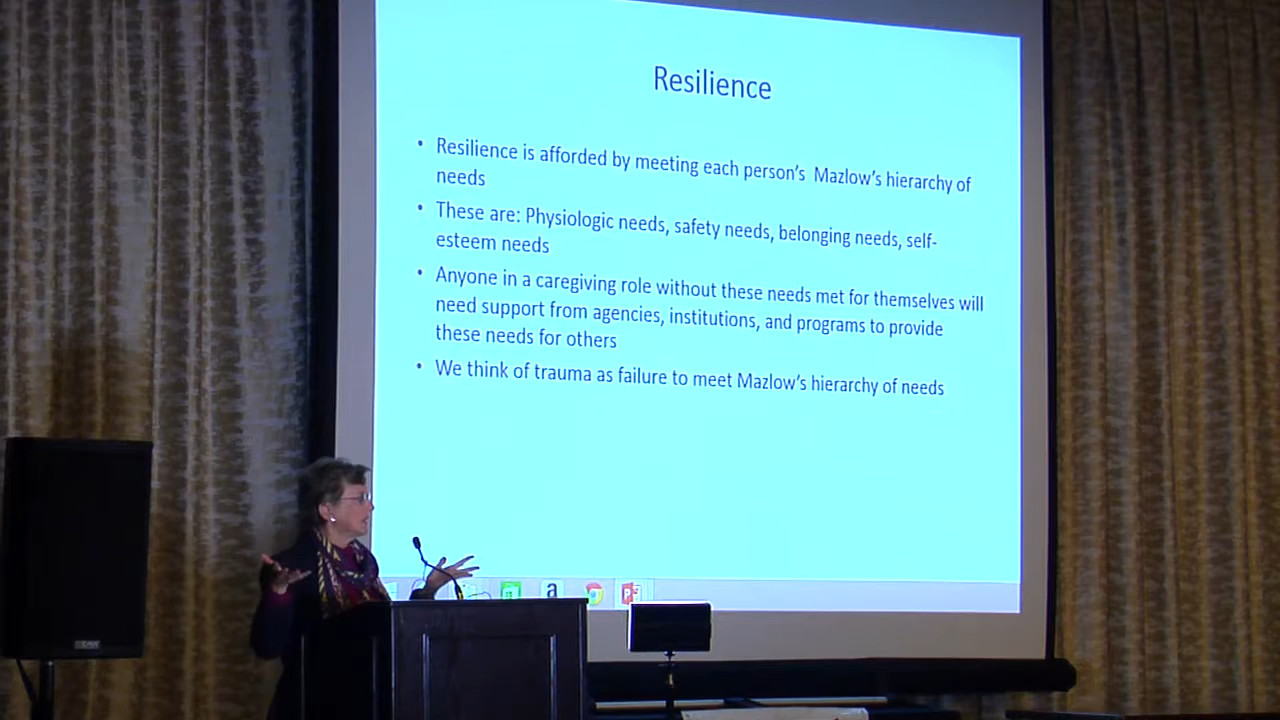 Resilience
• Resilience is afforded by meeting each person's Mazlow's hierarchy of
needs
• These are: Physiologic needs, safety needs, belonging needs, self-
esteem needs
• Anyone in a caregiving role without these needs met for themselves will
need support from agencies, institutions, and programs to provide
these needs for others
• We think of trauma as failure to meet Mazlow's hierarchy of needs
a